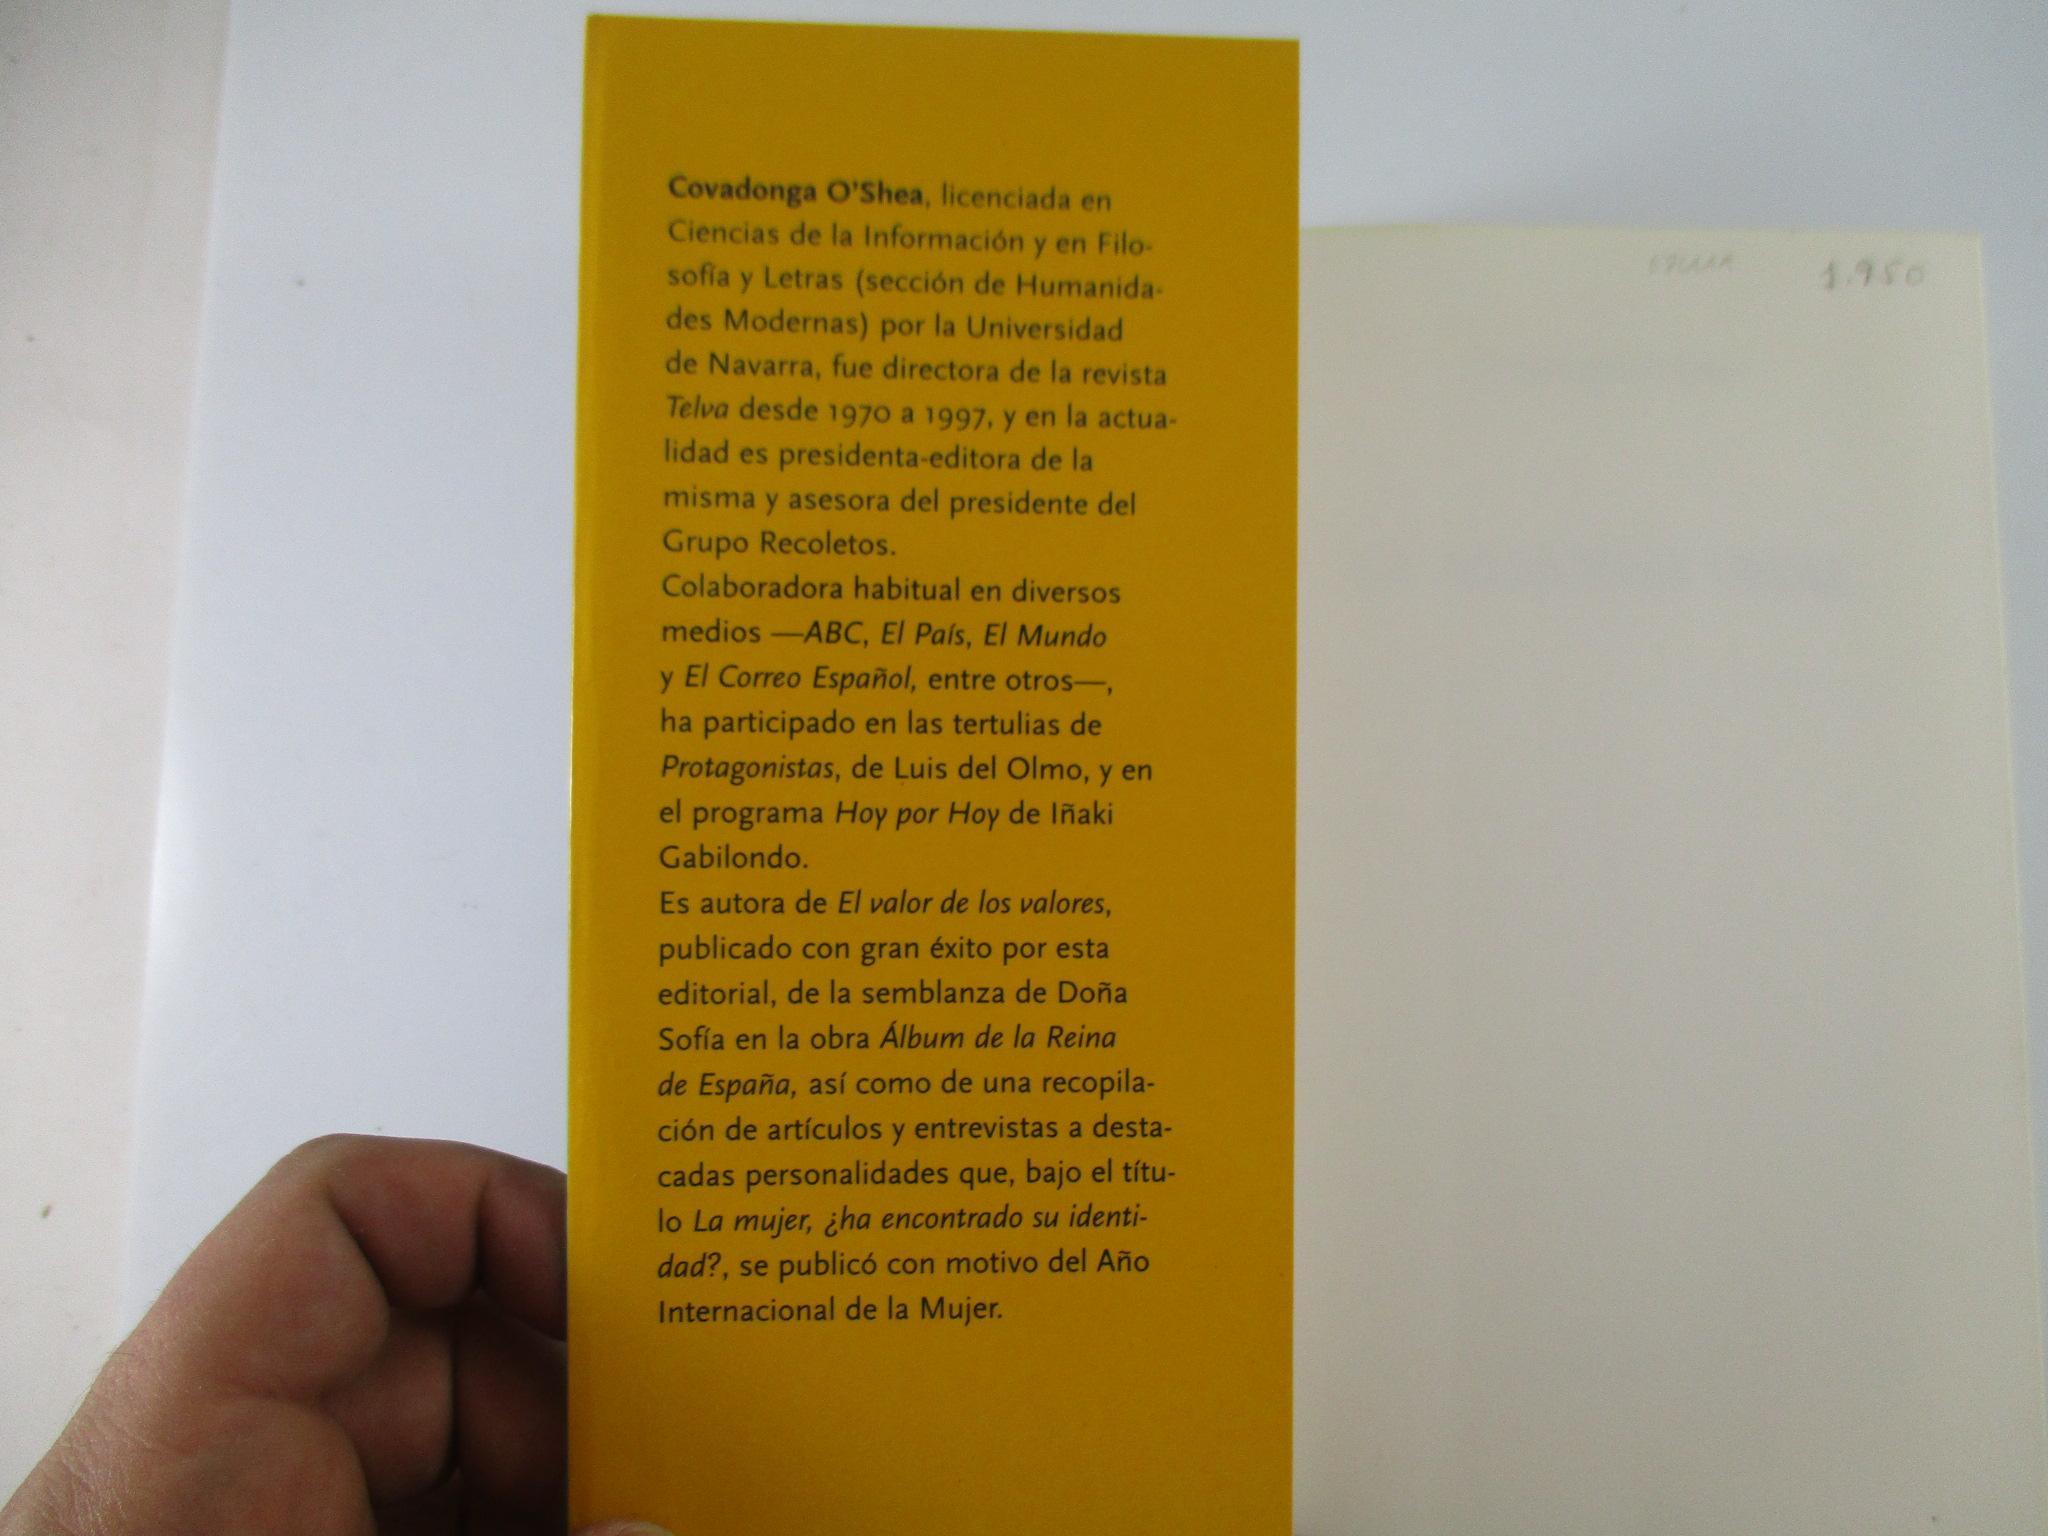 Covadonga O'Shea, licenciada en
Ciencias de la Información y en Filo-
sofía y Letras (sección de Humanida-
des Modernas) por la Universidad
de Navarra, fue directora de la revista
Telva desde 1970 a 1997, y en la actua-
lidad es presidenta-editora de la
misma y asesora del presidente del
Grupo Recoletos.
Colaboradora habitual en diversos
medios —ABC, El País, El Mundo
y El Correo Español, entre otros—,
ha participado en las tertulias de
Protagonistas, de Luis del Olmo, y en
el programa Hoy por Hoy de Iñaki
Gabilondo.
Es autora de El valor de los valores,
publicado con gran éxito por esta
editorial, de la semblanza de Doña
Sofía en la obra Álbum de la Reina
de España, así como de una recopila-
ción de artículos y entrevistas a desta-
cadas personalidades que, bajo el títu-
lo La mujer, ¿ha encontrado su identi-
dad?, se publicó con motivo del Año
Internacional de la Mujer.
1.950